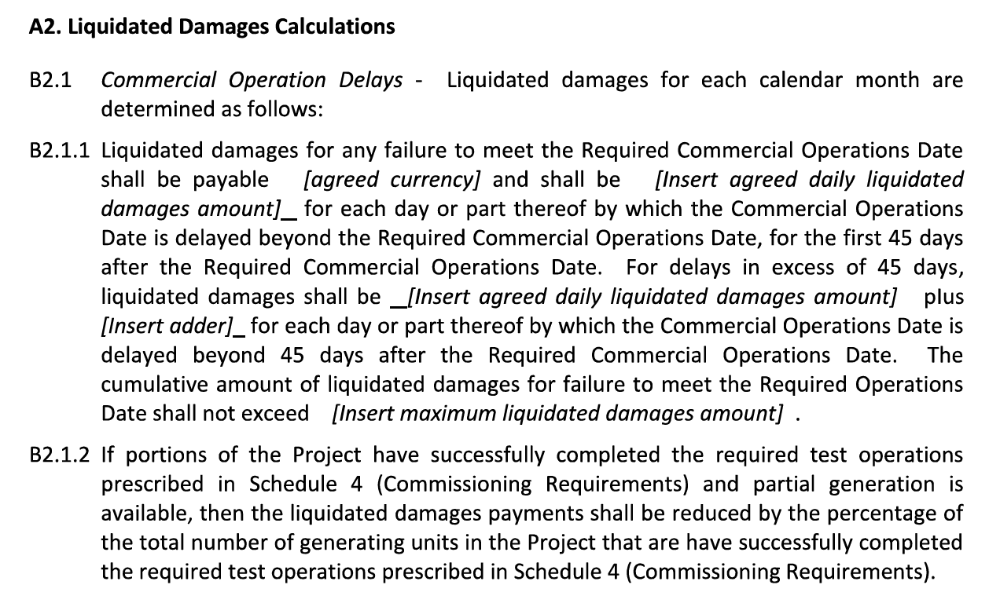 A2. Liquidated Damages Calculations
B2.1 Commercial Operation Delays - Liquidated damages for each calendar month are
determined as follows:
B2.1.1 Liquidated damages for any failure to meet the Required Commercial Operations Date
shall be payable [agreed currency] and shall be [Insert agreed daily liquidated
damages amount]_ for each day or part thereof by which the Commercial Operations
Date is delayed beyond the Required Commercial Operations Date, for the first 45 days
after the Required Commercial Operations Date. For delays in excess of 45 days,
liquidated damages shall be _[Insert agreed daily liquidated damages amount] plus
[Insert adder]_ for each day or part thereof by which the Commercial Operations Date is
delayed beyond 45 days after the Required Commercial Operations Date. The
cumulative amount of liquidated damages for failure to meet the Required Operations
Date shall not exceed [Insert maximum liquidated damages amount] .
B2.1.2 If portions of the Project have successfully completed the required test operations
prescribed in Schedule 4 (Commissioning Requirements) and partial generation is
available, then the liquidated damages payments shall be reduced by the percentage of
the total number of generating units in the Project that are have successfully completed
the required test operations prescribed in Schedule 4 (Commissioning Requirements).